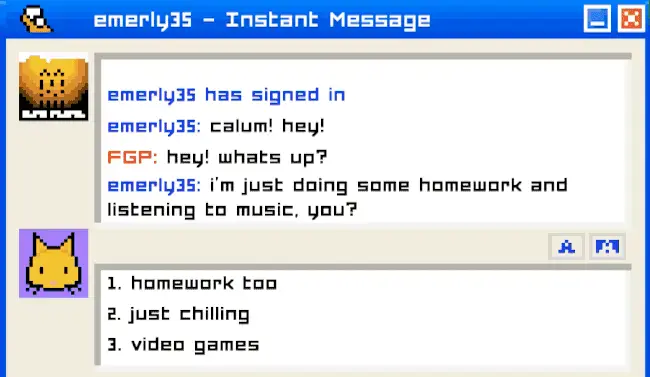 emerly35 - Instant Message
emerly35 has signed in
emerly35: calum! hey!
FGP: hey! whats up?
emerly35: i'm just doing some homework and
listening to music, you?
A
1. homework too
2. just chilling
3. video games